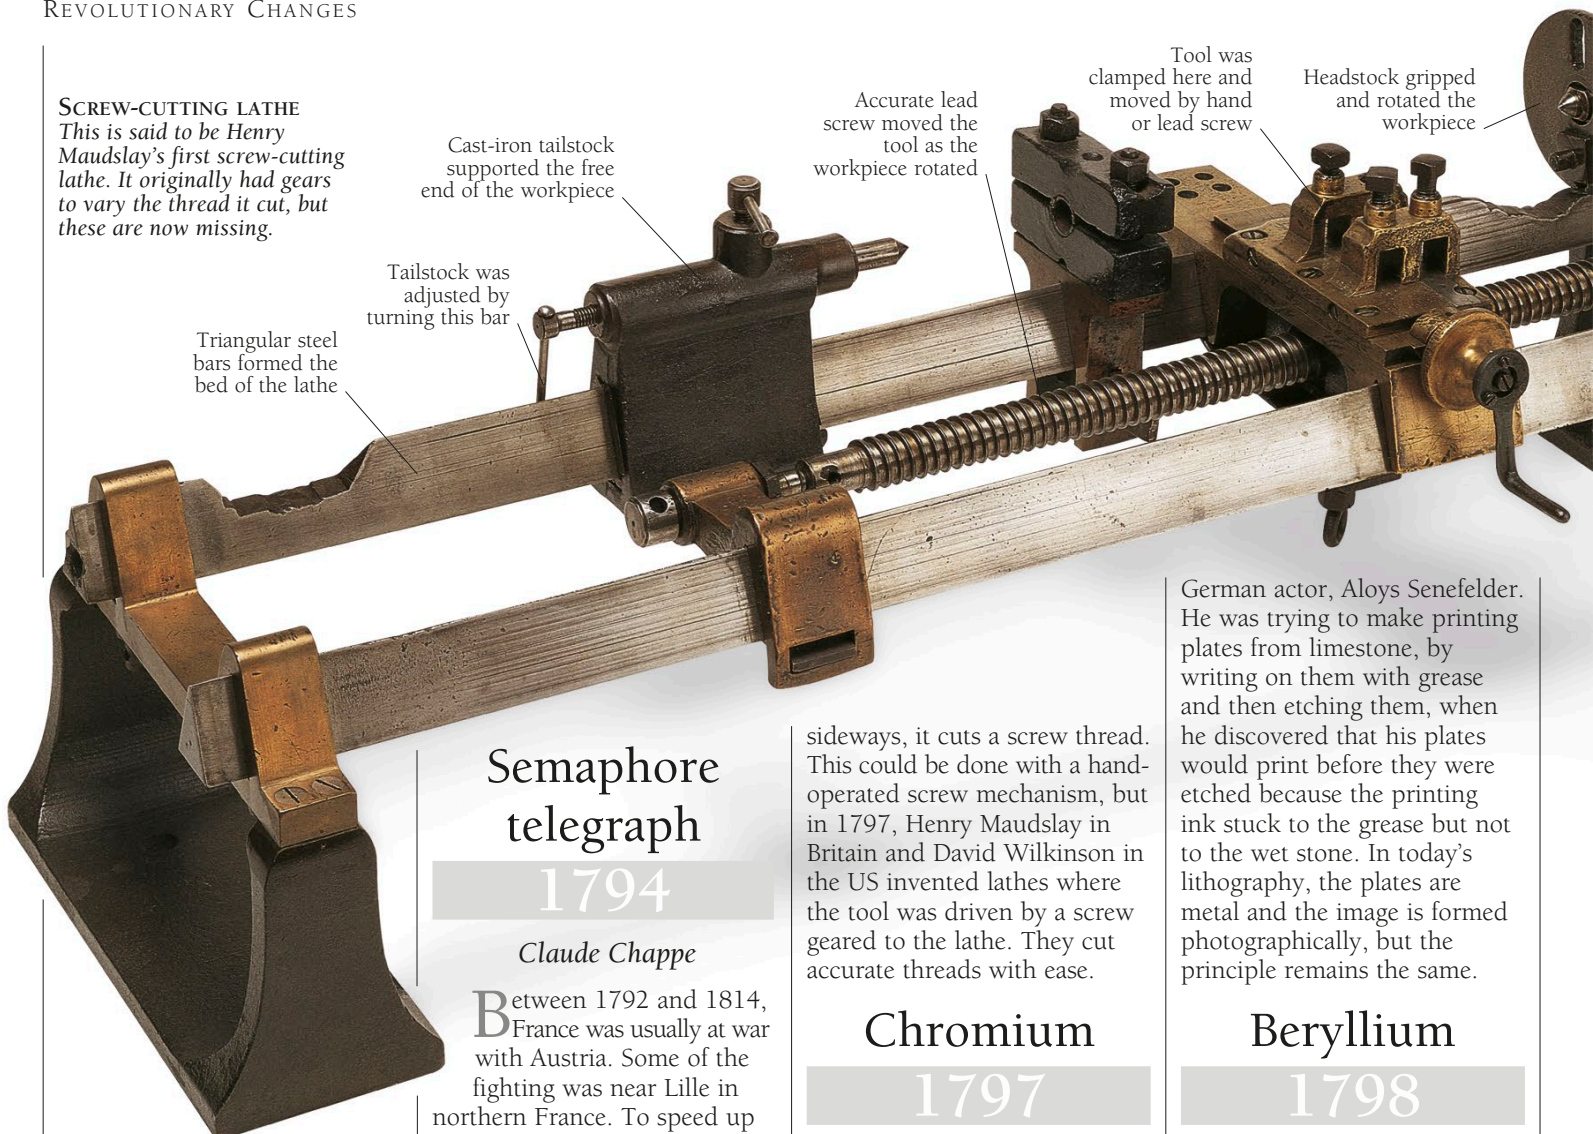 REVOLUTIONARY CHANGES
SCREW-CUTTING LATHE
This is said to be Henry
Maudslay's first screw-cutting
lathe. It originally had gears
to vary the thread it cut, but
these are now missing.
Triangular steel
bars formed the
bed of the lathe
Tailstock was
adjusted by
turning this bar
Cast-iron tailstock
supported the free
end of the workpiece
Accurate lead
screw moved the
tool as the
workpiece rotated
Tool was
clamped here and
moved by hand
or lead screw
Headstock gripped
and rotated the
workpiece
Semaphore
telegraph
1794
Claude Chappe
Between 1792 and 1814,
France was usually at war
with Austria. Some of the
fighting was near Lille in
northern France. To speed up
sideways, it cuts a screw thread.
This could be done with a hand-
operated screw mechanism, but
in 1797, Henry Maudslay in
Britain and David Wilkinson in
the US invented lathes where
the tool was driven by a screw
geared to the lathe. They cut
accurate threads with ease.
Chromium
1797
German actor, Aloys Senefelder.
He was trying to make printing
plates from limestone, by
writing on them with grease
and then etching them, when
he discovered that his plates
would print before they were
etched because the printing
ink stuck to the grease but not
to the wet stone. In today's
lithography, the plates are
metal and the image is formed
photographically, but the
principle remains the same.
Beryllium
1798